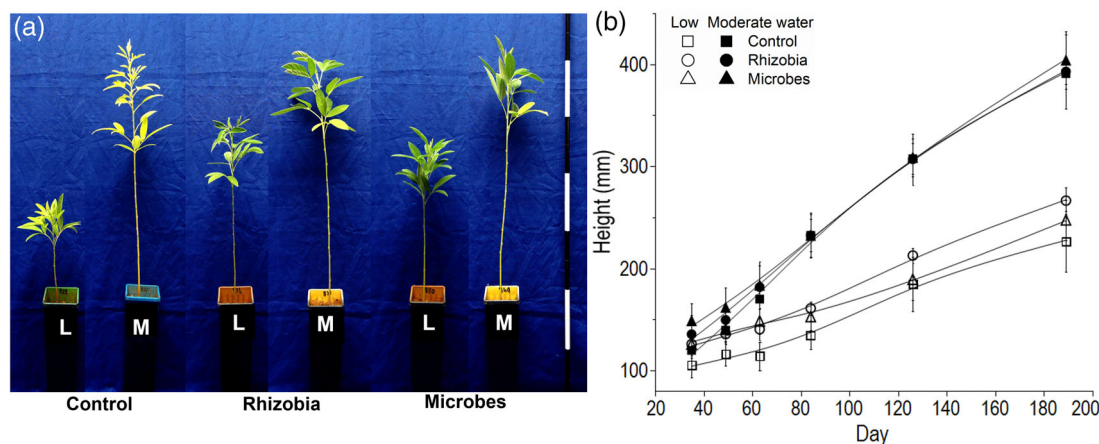 (a)
L
M
L
M
L
M
Control
Rhizobia
Microbes
(b)
Low Moderate water
Control
Rhizobia
Microbes
Height (mm)
400
300
200
100
20 40 60 80 100 120 140 160 180 200
Day